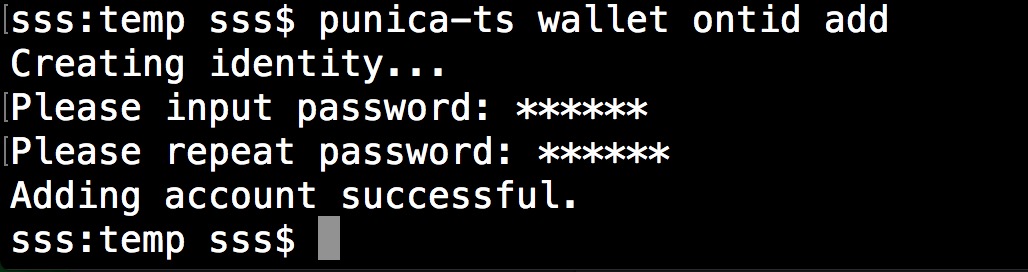 sss:temp sss$ punica-ts wallet ontid add
Creating identity...
Please input password: ******
Please repeat password: ******
Adding account successful.
sss:temp sss$